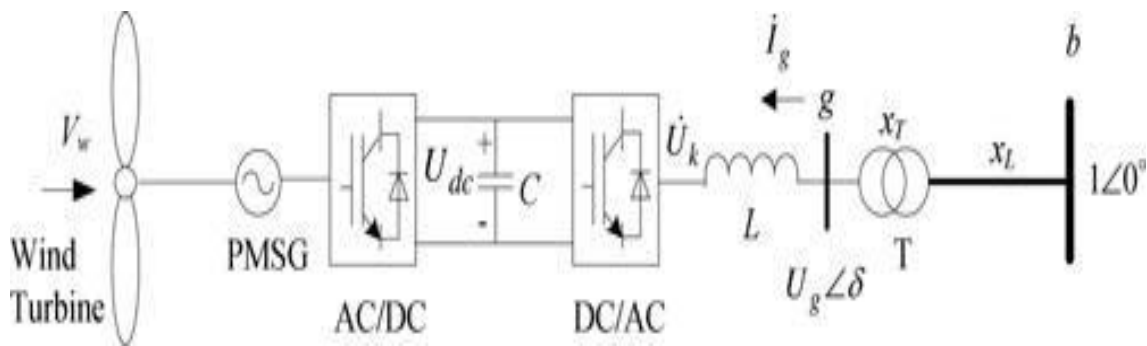 V_w
Wind
Turbine
PMSG
AC/DC
U_dc
+
-
C
DC/AC
U̇_k
L
İ_g
g
U_g∠δ
x_T
T
x_L
b
1∠0°